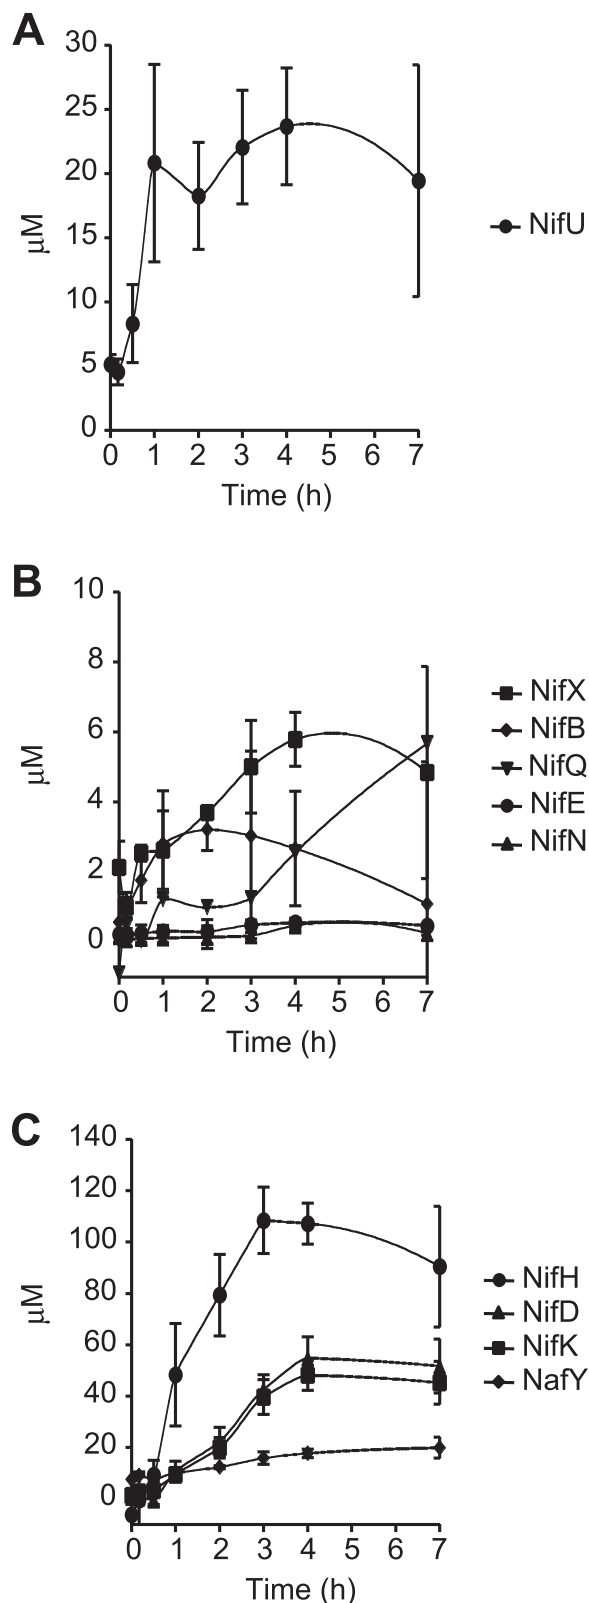 A
30
25
20
15
10
5
0
μM
0 1 2 3 4 5 6 7
Time (h)
NifU
B
10
8
6
4
2
0
μM
0 1 2 3 4 5 6 7
Time (h)
NifX
NifB
NifQ
NifE
NifN
C
140
120
100
80
60
40
20
0
μM
0 1 2 3 4 5 6 7
Time (h)
NifH
NifD
NifK
NafY